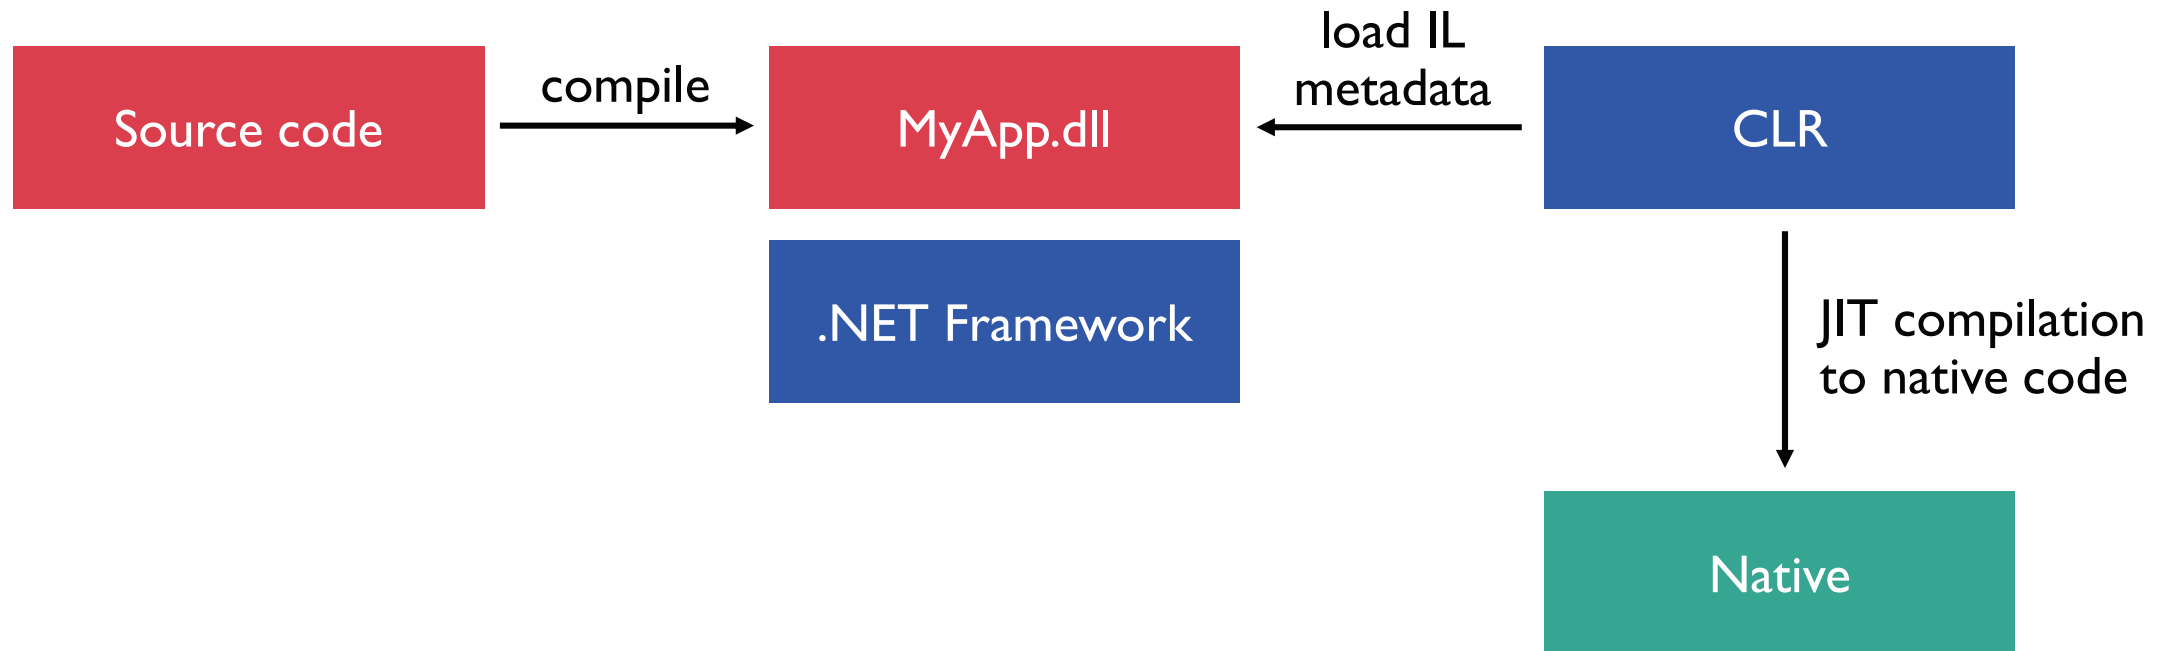 Source code
compile
MyApp.dll
load IL
metadata
CLR
.NET Framework
JIT compilation
to native code
Native